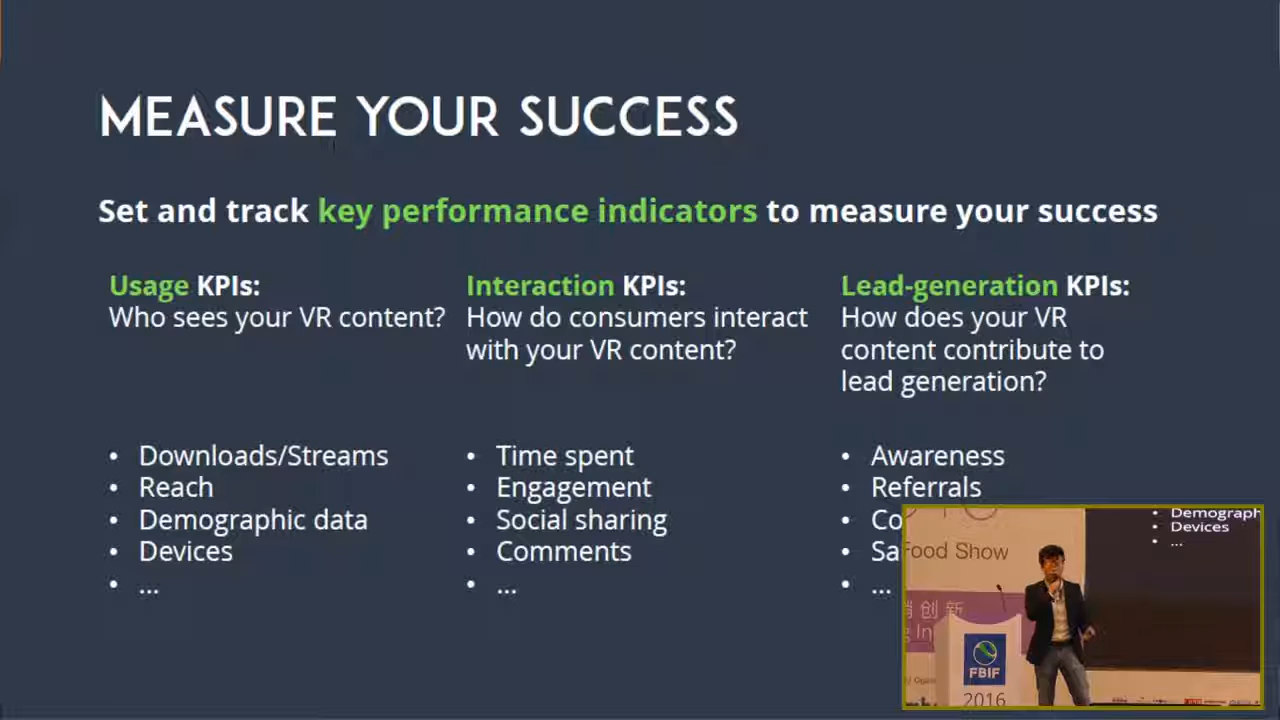 MEASURE YOUR SUCCESS
Set and track key performance indicators to measure your success
Usage KPIs:
Who sees your VR content?
• Downloads/Streams
• Reach
• Demographic data
• Devices
• ...
Interaction KPIs:
How do consumers interact
with your VR content?
• Time spent
• Engagement
• Social sharing
• Comments
• ...
Lead-generation KPIs:
How does your VR
content contribute to
lead generation?
• Awareness
• Referrals
• Co
• Sa
• ...
Food Show
创新
FBIF
2016
• Demograph
• Devices
• ...